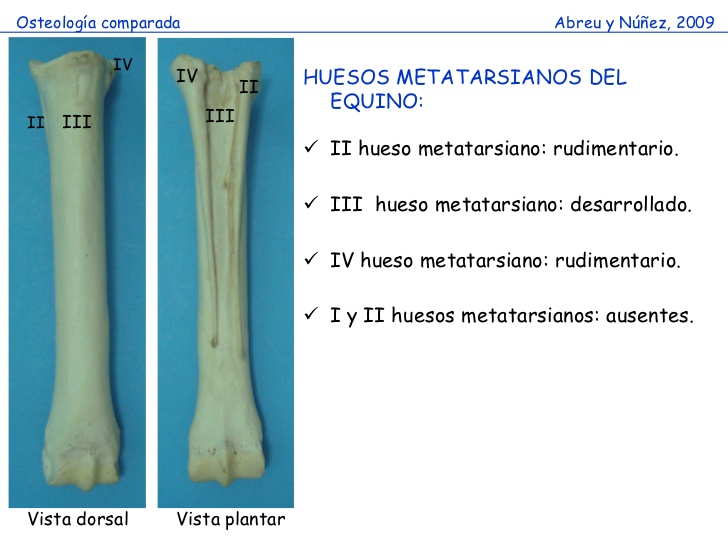 Osteología comparada
Abreu y Núñez, 2009
IV
II III
IV
II
III
HUESOS METATARSIANOS DEL
EQUINO:
✓ II hueso metatarsiano: rudimentario.
✓ III hueso metatarsiano: desarrollado.
✓ IV hueso metatarsiano: rudimentario.
✓ I y II huesos metatarsianos: ausentes.
Vista dorsal
Vista plantar